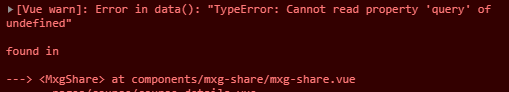 ▶[Vue warn]: Error in data(): "TypeError: Cannot read property 'query' of
undefined"
found in
---> <MxgShare> at components/mxg-share/mxg-share.vue